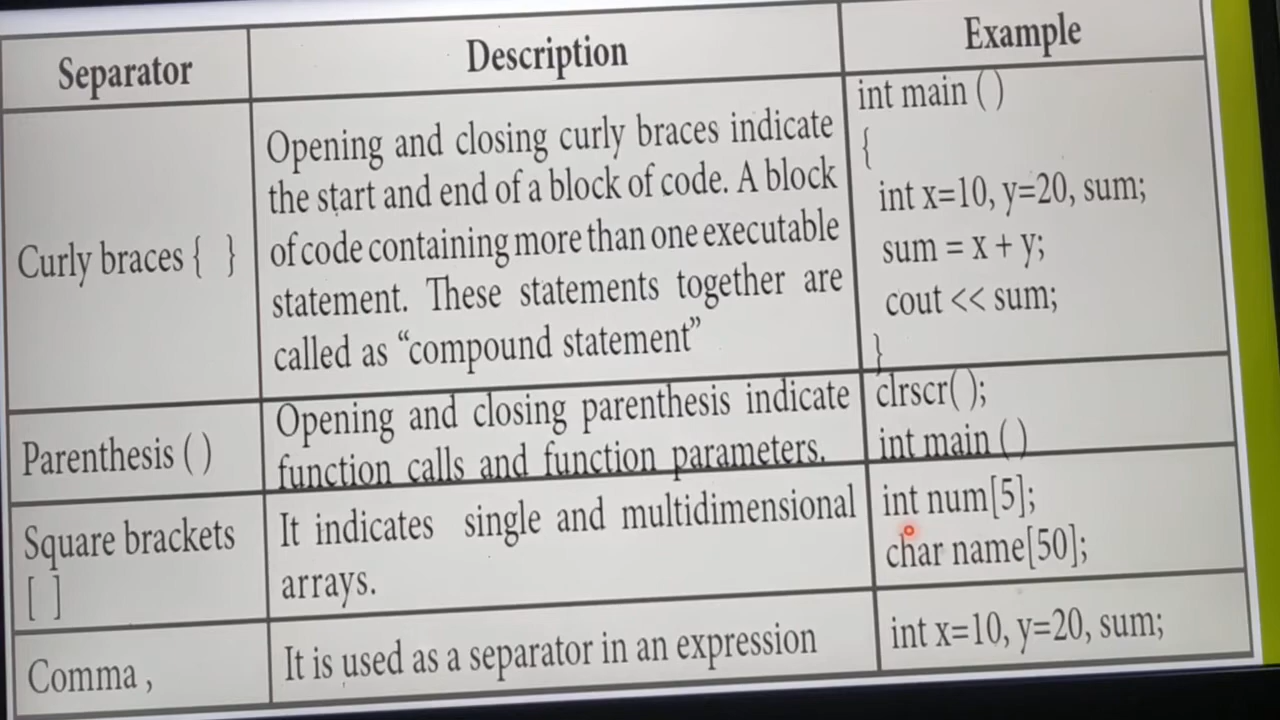 Separator
Description
Example
Curly braces { }
Opening and closing curly braces indicate
the start and end of a block of code. A block
of code containing more than one executable
statement. These statements together are
called as “compound statement”
int main ( )
{
int x=10, y=20, sum;
sum = x + y;
cout << sum;
}
Parenthesis ( )
Opening and closing parenthesis indicate
function calls and function parameters.
clrscr( );
int main ( )
Square brackets
[ ]
It indicates single and multidimensional
arrays.
int num[5];
char name[50];
Comma ,
It is used as a separator in an expression
int x=10, y=20, sum;